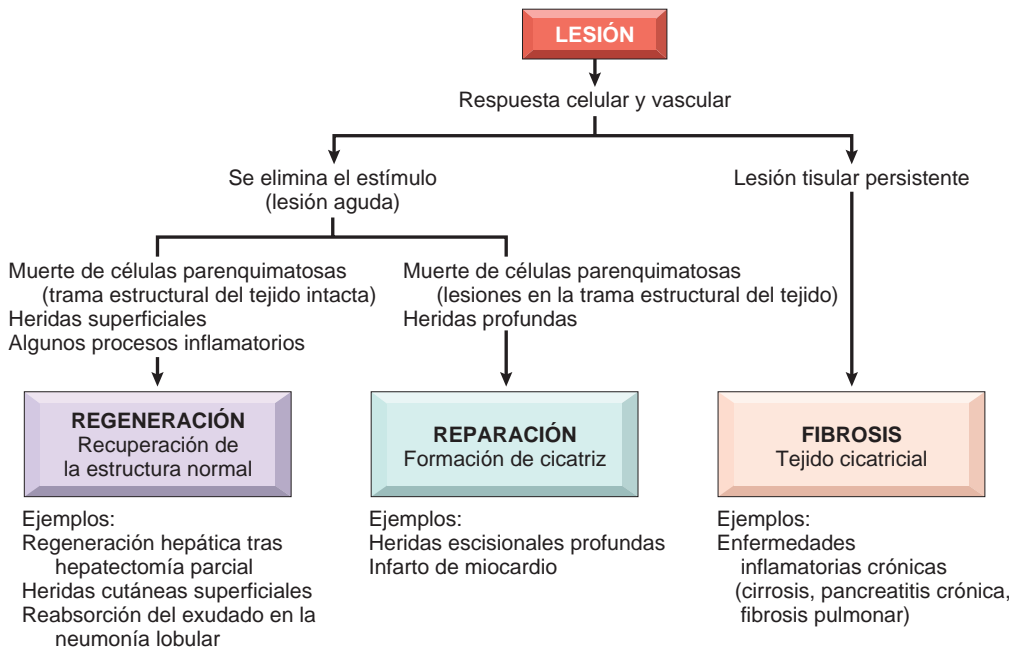 LESIÓN
Respuesta celular y vascular
Se elimina el estímulo
(lesión aguda)
Lesión tisular persistente
Muerte de células parenquimatosas
(trama estructural del tejido intacta)
Heridas superficiales
Algunos procesos inflamatorios
Muerte de células parenquimatosas
(lesiones en la trama estructural del tejido)
Heridas profundas
REGENERACIÓN
Recuperación de
la estructura normal
REPARACIÓN
Formación de cicatriz
FIBROSIS
Tejido cicatricial
Ejemplos:
Regeneración hepática tras
hepatectomía parcial
Heridas cutáneas superficiales
Reabsorción del exudado en la
neumonía lobular
Ejemplos:
Heridas escisionales profundas
Infarto de miocardio
Ejemplos:
Enfermedades
inflamatorias crónicas
(cirrosis, pancreatitis crónica,
fibrosis pulmonar)